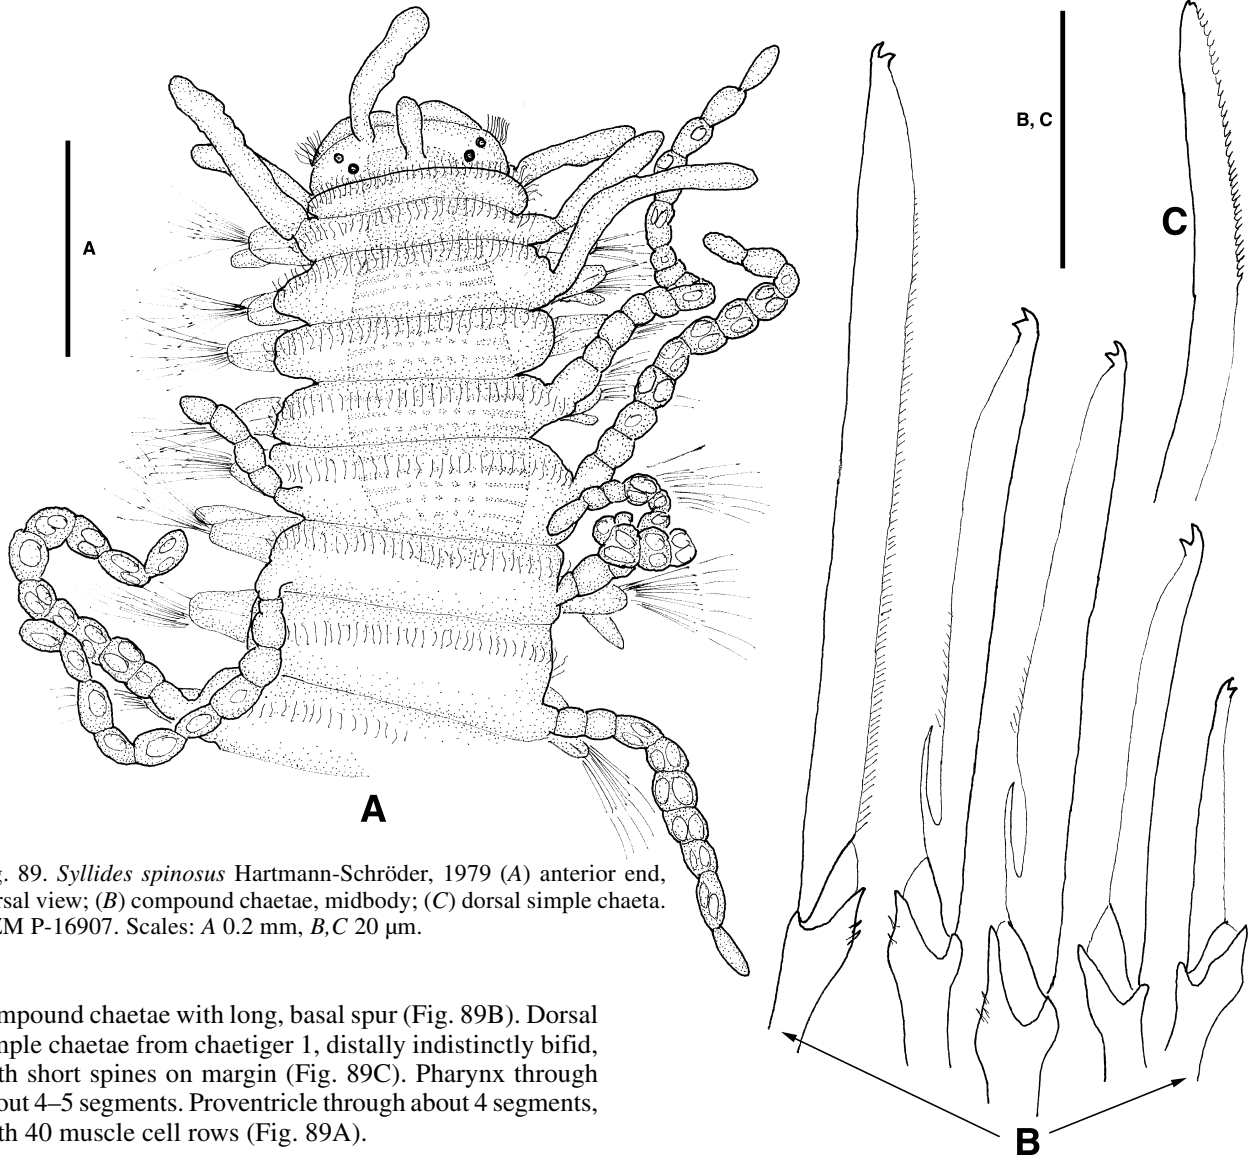 A
B, C
C
A
B
g. 89. Syllides spinosus Hartmann-Schröder, 1979 (A) anterior end,
rsal view; (B) compound chaetae, midbody; (C) dorsal simple chaeta.
ZM P-16907. Scales: A 0.2 mm, B,C 20 µm.
mpound chaetae with long, basal spur (Fig. 89B). Dorsal
mple chaetae from chaetiger 1, distally indistinctly bifid,
th short spines on margin (Fig. 89C). Pharynx through
out 4–5 segments. Proventricle through about 4 segments,
th 40 muscle cell rows (Fig. 89A).